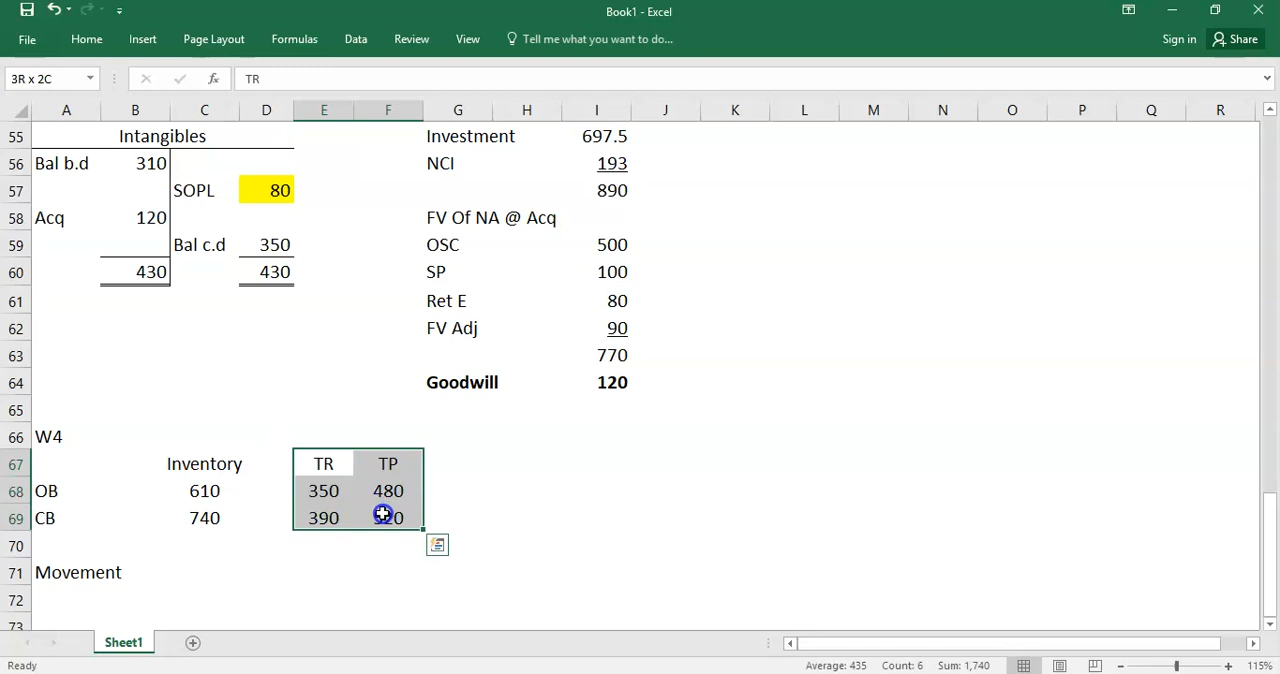 Book1 - Excel
File Home Insert Page Layout Formulas Data Review View Tell me what you want to do... Sign in Share
3R x 2C fx TR
A B C D E F G H I J K L M N O P Q R
55 Intangibles Investment 697.5
56 Bal b.d 310 NCI 193
57 SOPL 80 890
58 Acq 120 FV Of NA @ Acq
59 Bal c.d 350 OSC 500
60 430 430 SP 100
61 Ret E 80
62 FV Adj 90
63 770
64 Goodwill 120
65
66 W4
67 Inventory TR TP
68 OB 610 350 480
69 CB 740 390
70
71 Movement
72
73
Sheet1
Ready Average: 435 Count: 6 Sum: 1,740 115%